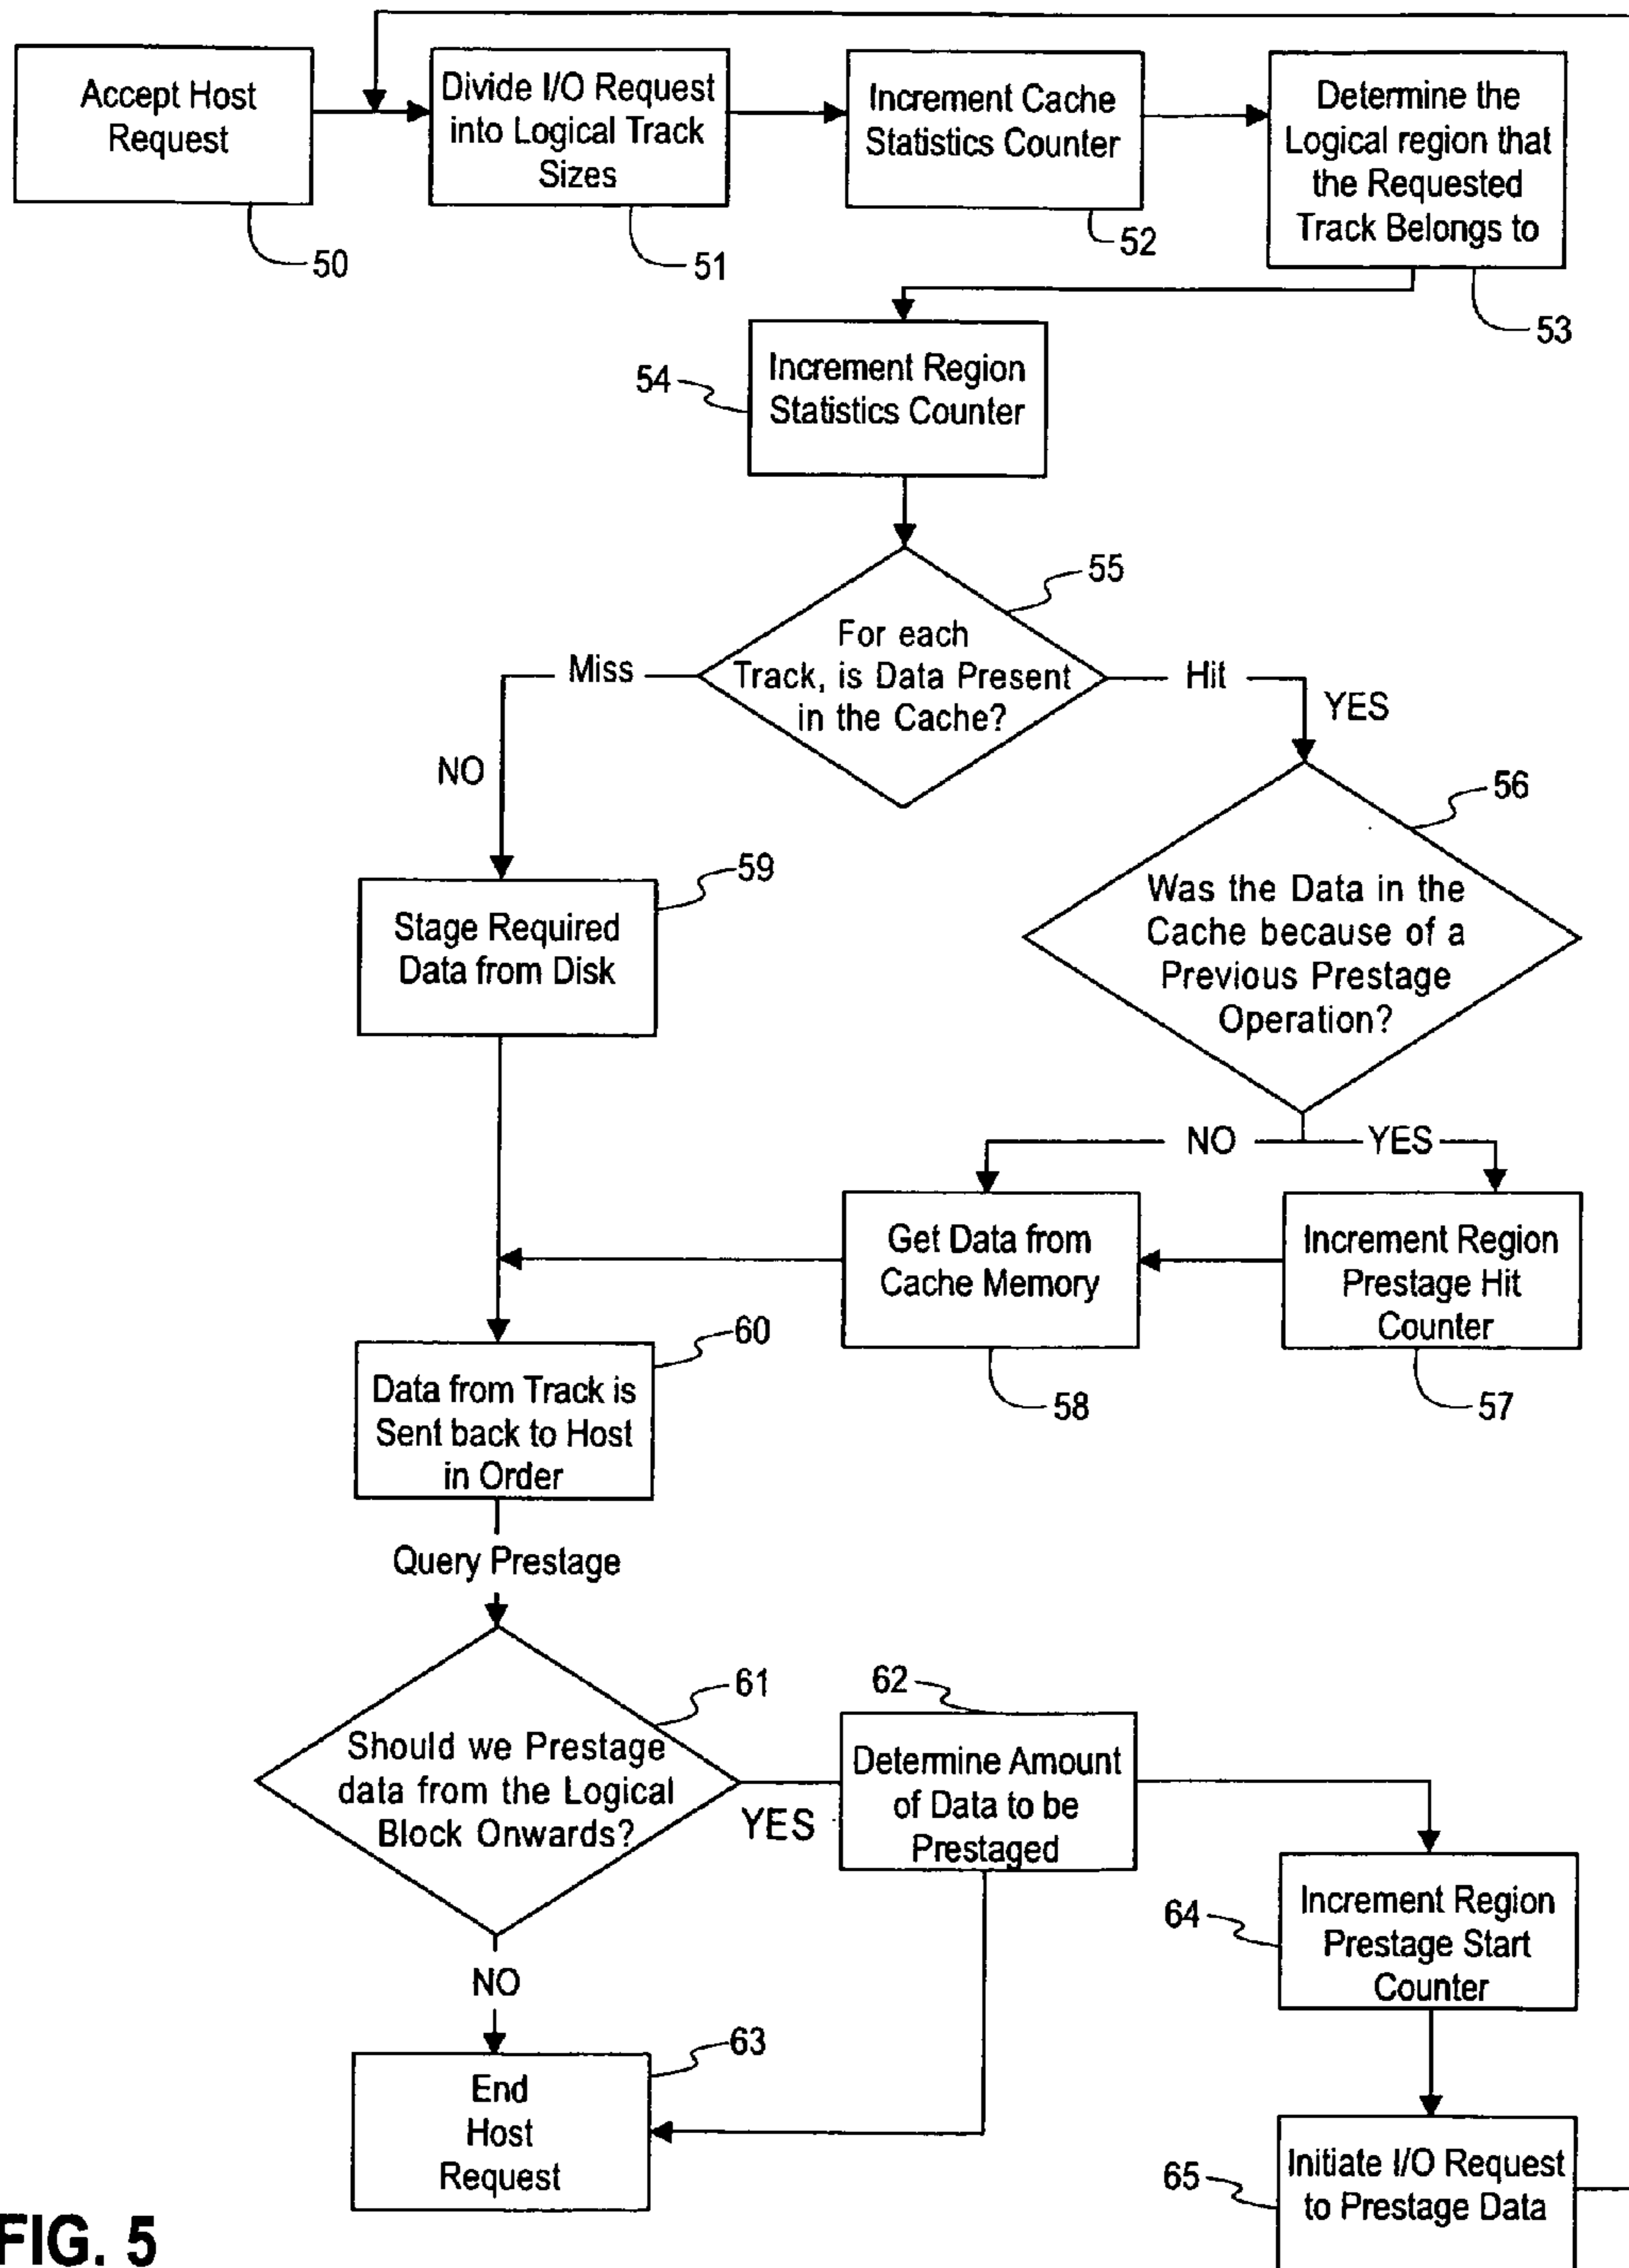 Accept Host
Request
50
Divide I/O Request
into Logical Track
Sizes
51
Increment Cache
Statistics Counter
52
Determine the
Logical region that
the Requested
Track Belongs to
53
54
Increment Region
Statistics Counter
55
For each
Track, is Data Present
in the Cache?
Miss
NO
Hit
YES
56
Was the Data in the
Cache because of a
Previous Prestage
Operation?
59
Stage Required
Data from Disk
NO
YES
Get Data from
Cache Memory
58
Increment Region
Prestage Hit
Counter
57
60
Data from Track is
Sent back to Host
in Order
Query Prestage
61
Should we Prestage
data from the Logical
Block Onwards?
YES
62
Determine Amount
of Data to be
Prestaged
NO
63
End
Host
Request
64
Increment Region
Prestage Start
Counter
65
Initiate I/O Request
to Prestage Data
FIG. 5